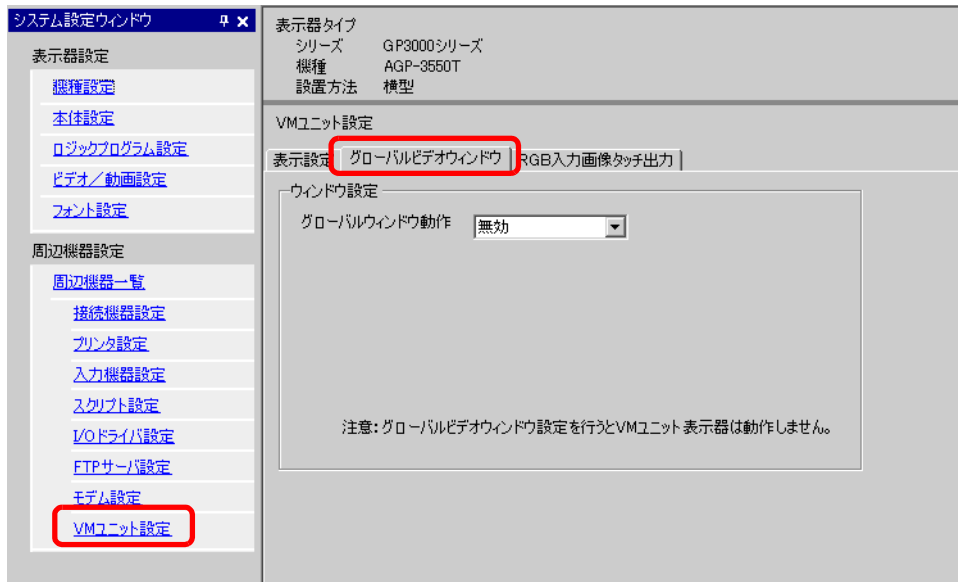 システム設定ウィンドウ
表示器設定
機種設定
本体設定
ロジックプログラム設定
ビデオ／動画設定
フォント設定
周辺機器設定
周辺機器一覧
接続機器設定
プリンタ設定
入力機器設定
スクリプト設定
I/Oドライバ設定
FTPサーバ設定
モデム設定
VMユニット設定
表示器タイプ
シリーズ GP3000シリーズ
機種 AGP-3550T
設置方法 横型
VMユニット設定
表示設定 グローバルビデオウィンドウ RGB入力画像タッチ出力
ウィンドウ設定
グローバルウィンドウ動作 無効
注意：グローバルビデオウィンドウ設定を行うとVMユニット表示器は動作しません。